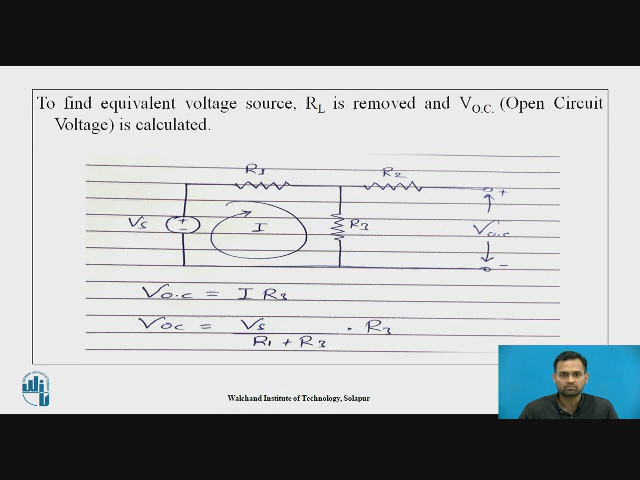 To find equivalent voltage source, RL is removed and VO.C. (Open Circuit
Voltage) is calculated.
R1
R2
+
Vs
+
-
I
R3
Vo.c
-
Vo.c = I R3
Voc = Vs / R1 + R3 . R3
Walchand Institute of Technology, Solapur